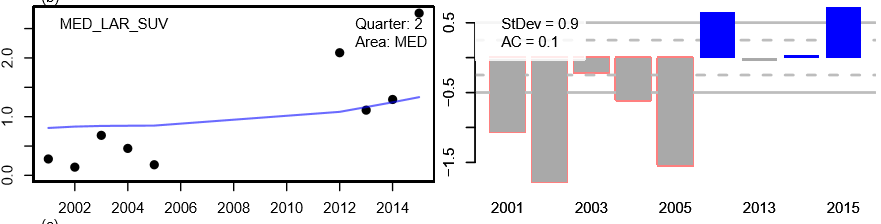 (b)
MED_LAR_SUV
Quarter: 2
Area: MED
0.0 1.0 2.0
2002 2004 2006 2008 2010 2012 2014
StDev = 0.9
AC = 0.1
0.5 -0.5 -1.5
2001 2003 2005 2013 2015
(c)